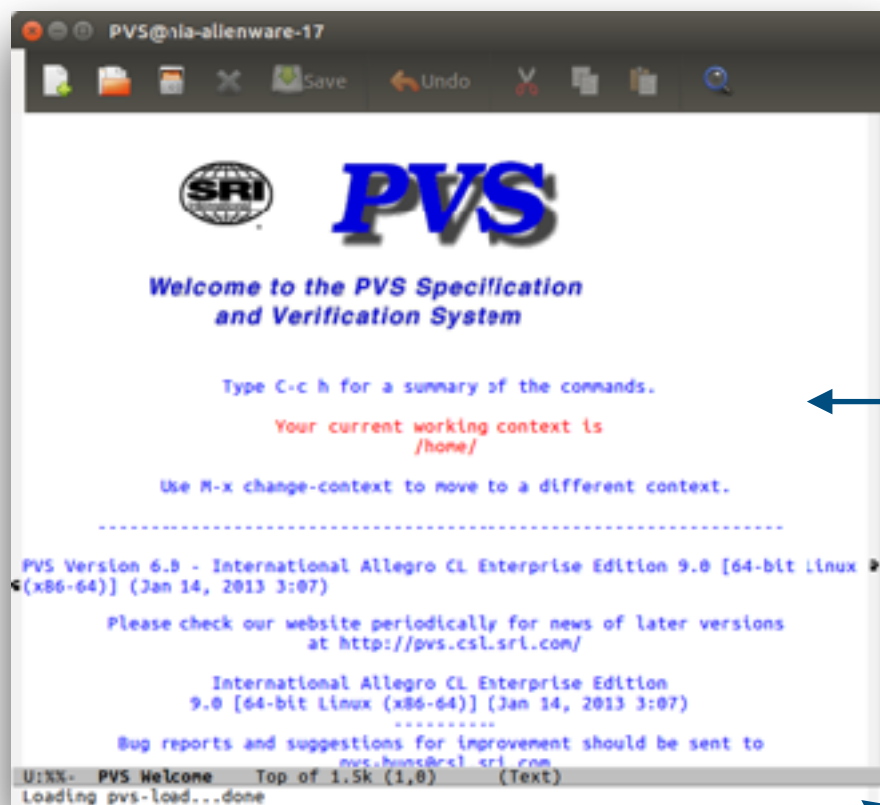 PVS@nia-alienware-17
Save Undo
SRI
PVS
Welcome to the PVS Specification
and Verification System
Type C-c h for a summary of the commands.
Your current working context is
/home/
Use M-x change-context to move to a different context.
----------------------------------------------------------------
PVS Version 6.0 - International Allegro CL Enterprise Edition 9.0 [64-bit Linux
(x86-64)] (Jan 14, 2013 3:07)
Please check our website periodically for news of later versions
at http://pvs.csl.sri.com/
International Allegro CL Enterprise Edition
9.0 [64-bit Linux (x86-64)] (Jan 14, 2013 3:07)
----------
Bug reports and suggestions for improvement should be sent to
pvs-bugs@csl.sri.com
U:%%- PVS Welcome Top of 1.5k (1,0) (Text)
Loading pvs-load...done